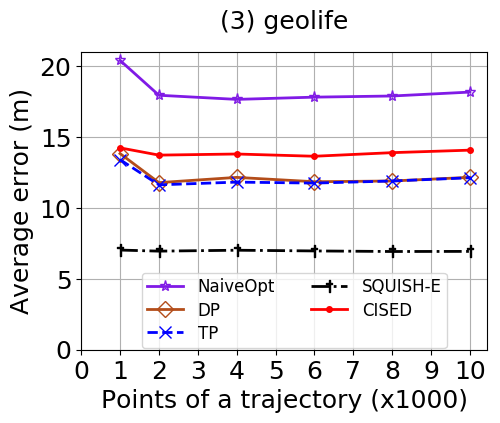 (3) geolife
Average error (m)
20
15
10
5
0
NaiveOpt
DP
TP
SQUISH-E
CISED
0 1 2 3 4 5 6 7 8 9 10
Points of a trajectory (x1000)